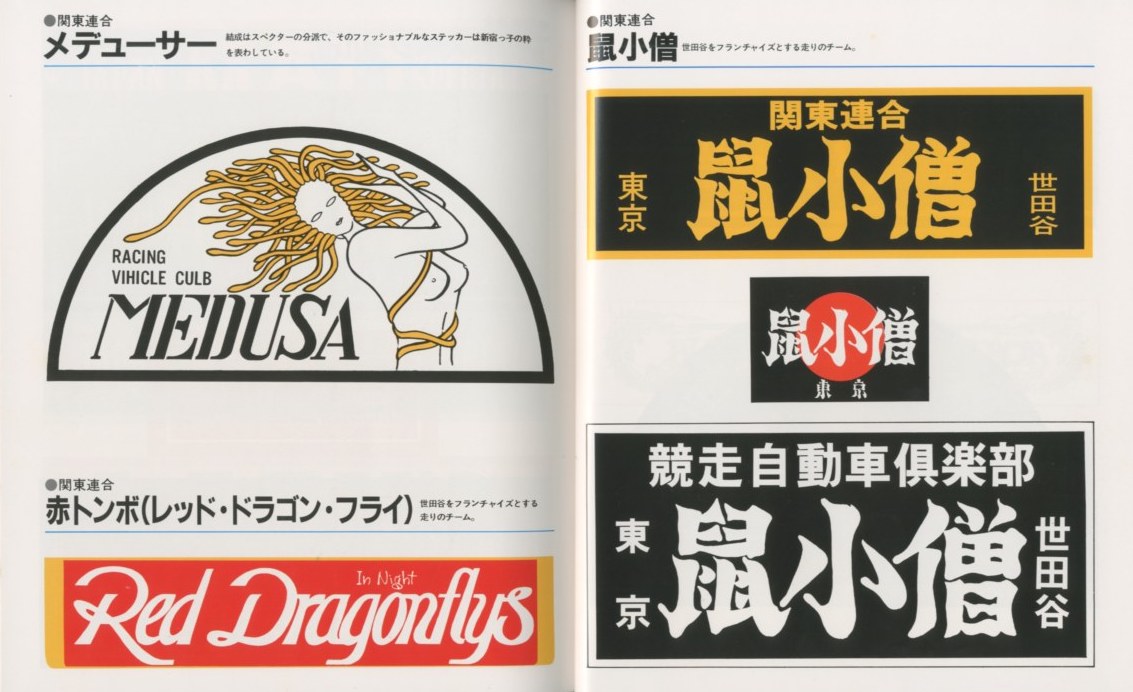 ●関東連合
メデューサー
結成はスペクターの分派で、そのファッショナブルなステッカーは新宿っ子の粋
を表わしている。
RACING
VIHICLE CULB
MEDUSA
●関東連合
赤トンボ(レッド・ドラゴン・フライ)
世田谷をフランチャイズとする
走りのチーム。
In Night
Red Dragonflys
●関東連合
鼠小僧
世田谷をフランチャイズとする走りのチーム。
関東連合
東京
鼠小僧
世田谷
鼠小僧
東京
競走自動車倶楽部
東京
鼠小僧
世田谷